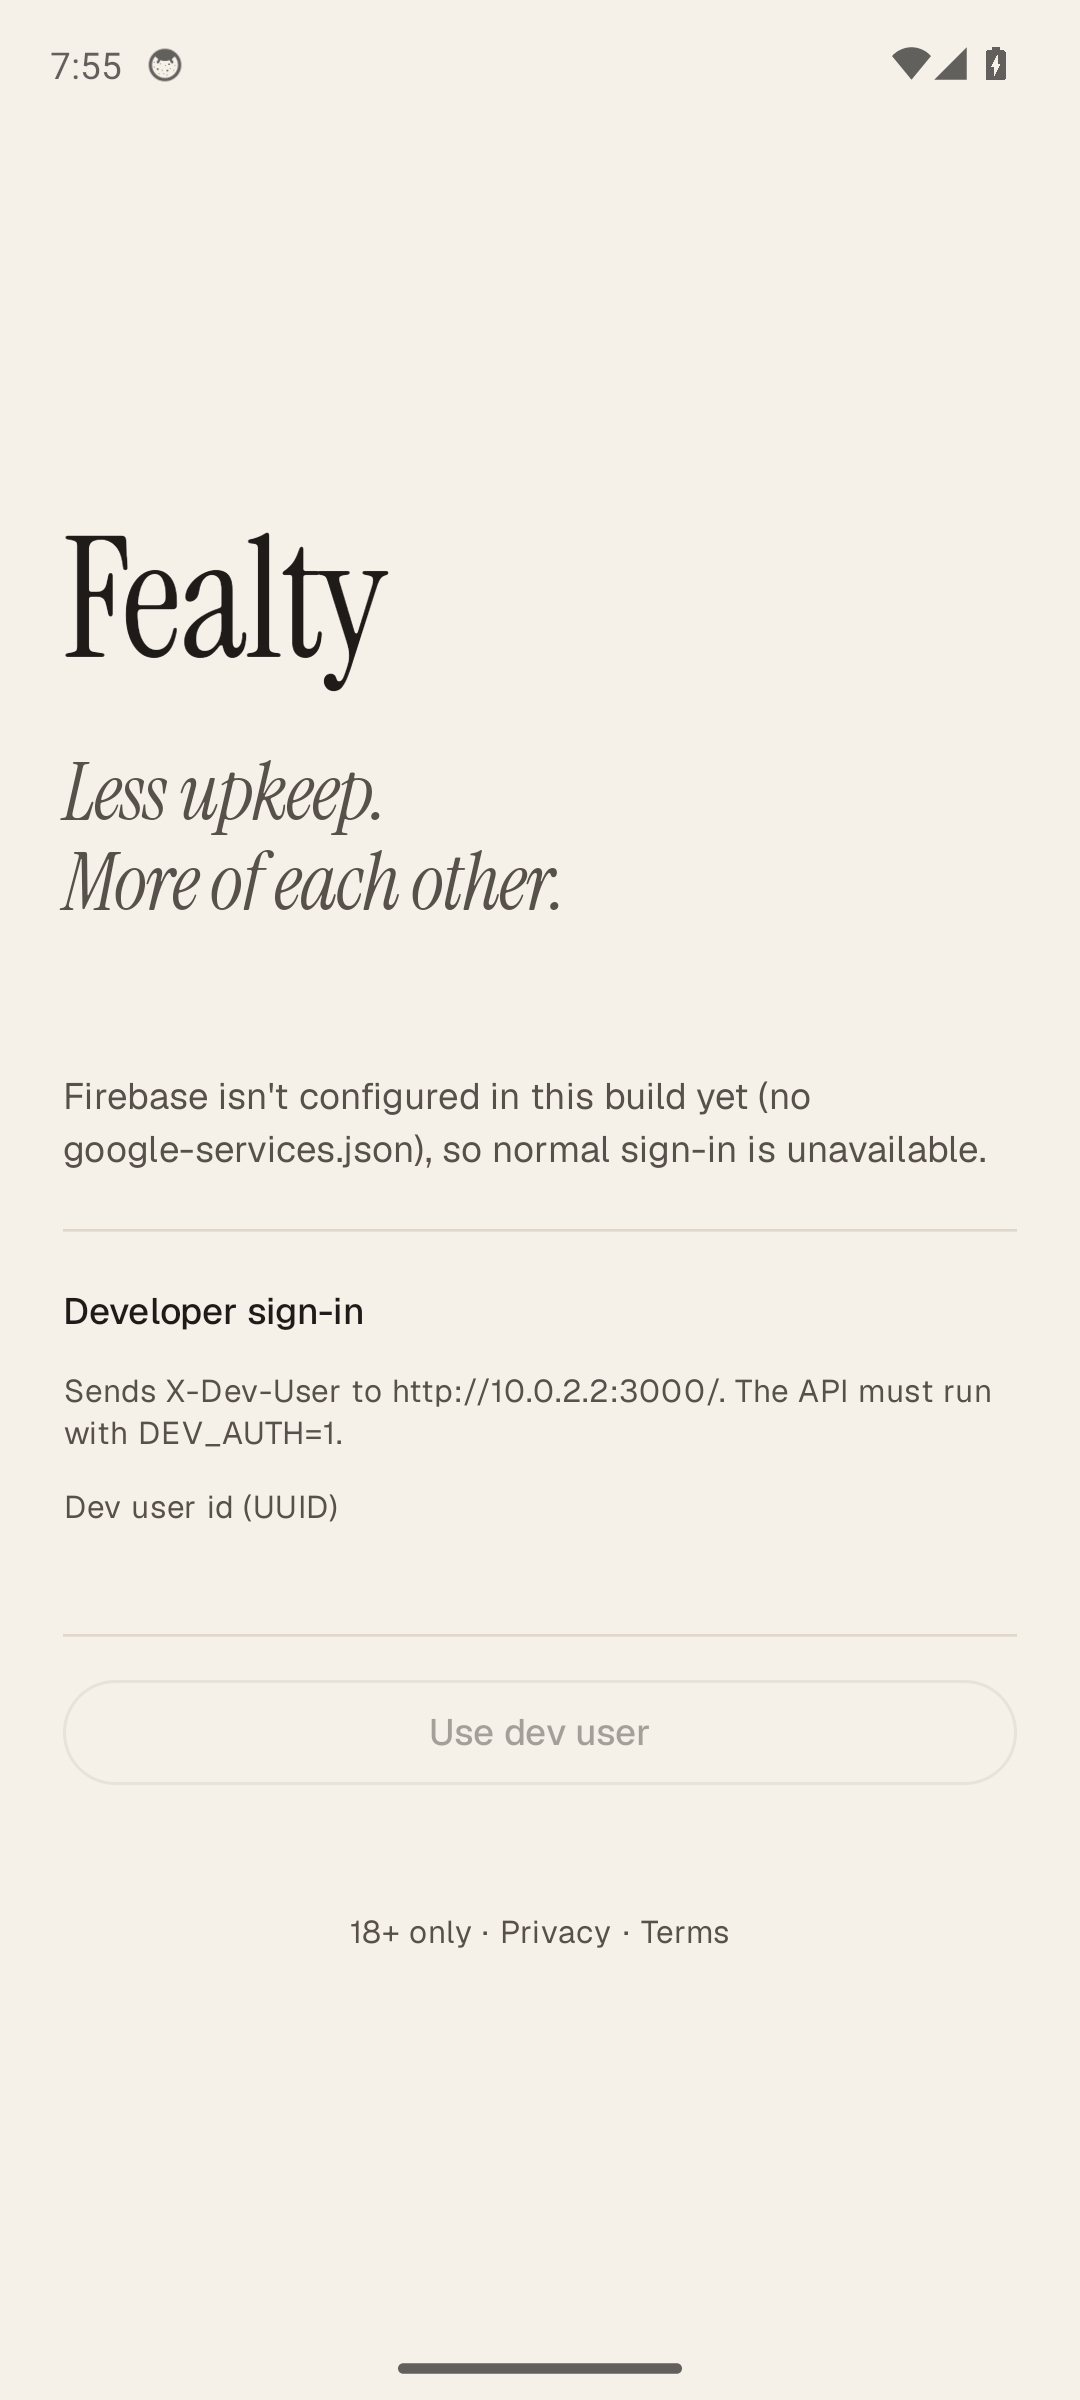 7:55
Fealty
Less upkeep.
More of each other.
Firebase isn't configured in this build yet (no
google-services.json), so normal sign-in is unavailable.
Developer sign-in
Sends X-Dev-User to http://10.0.2.2:3000/. The API must run
with DEV_AUTH=1.
Dev user id (UUID)
Use dev user
18+ only · Privacy · Terms